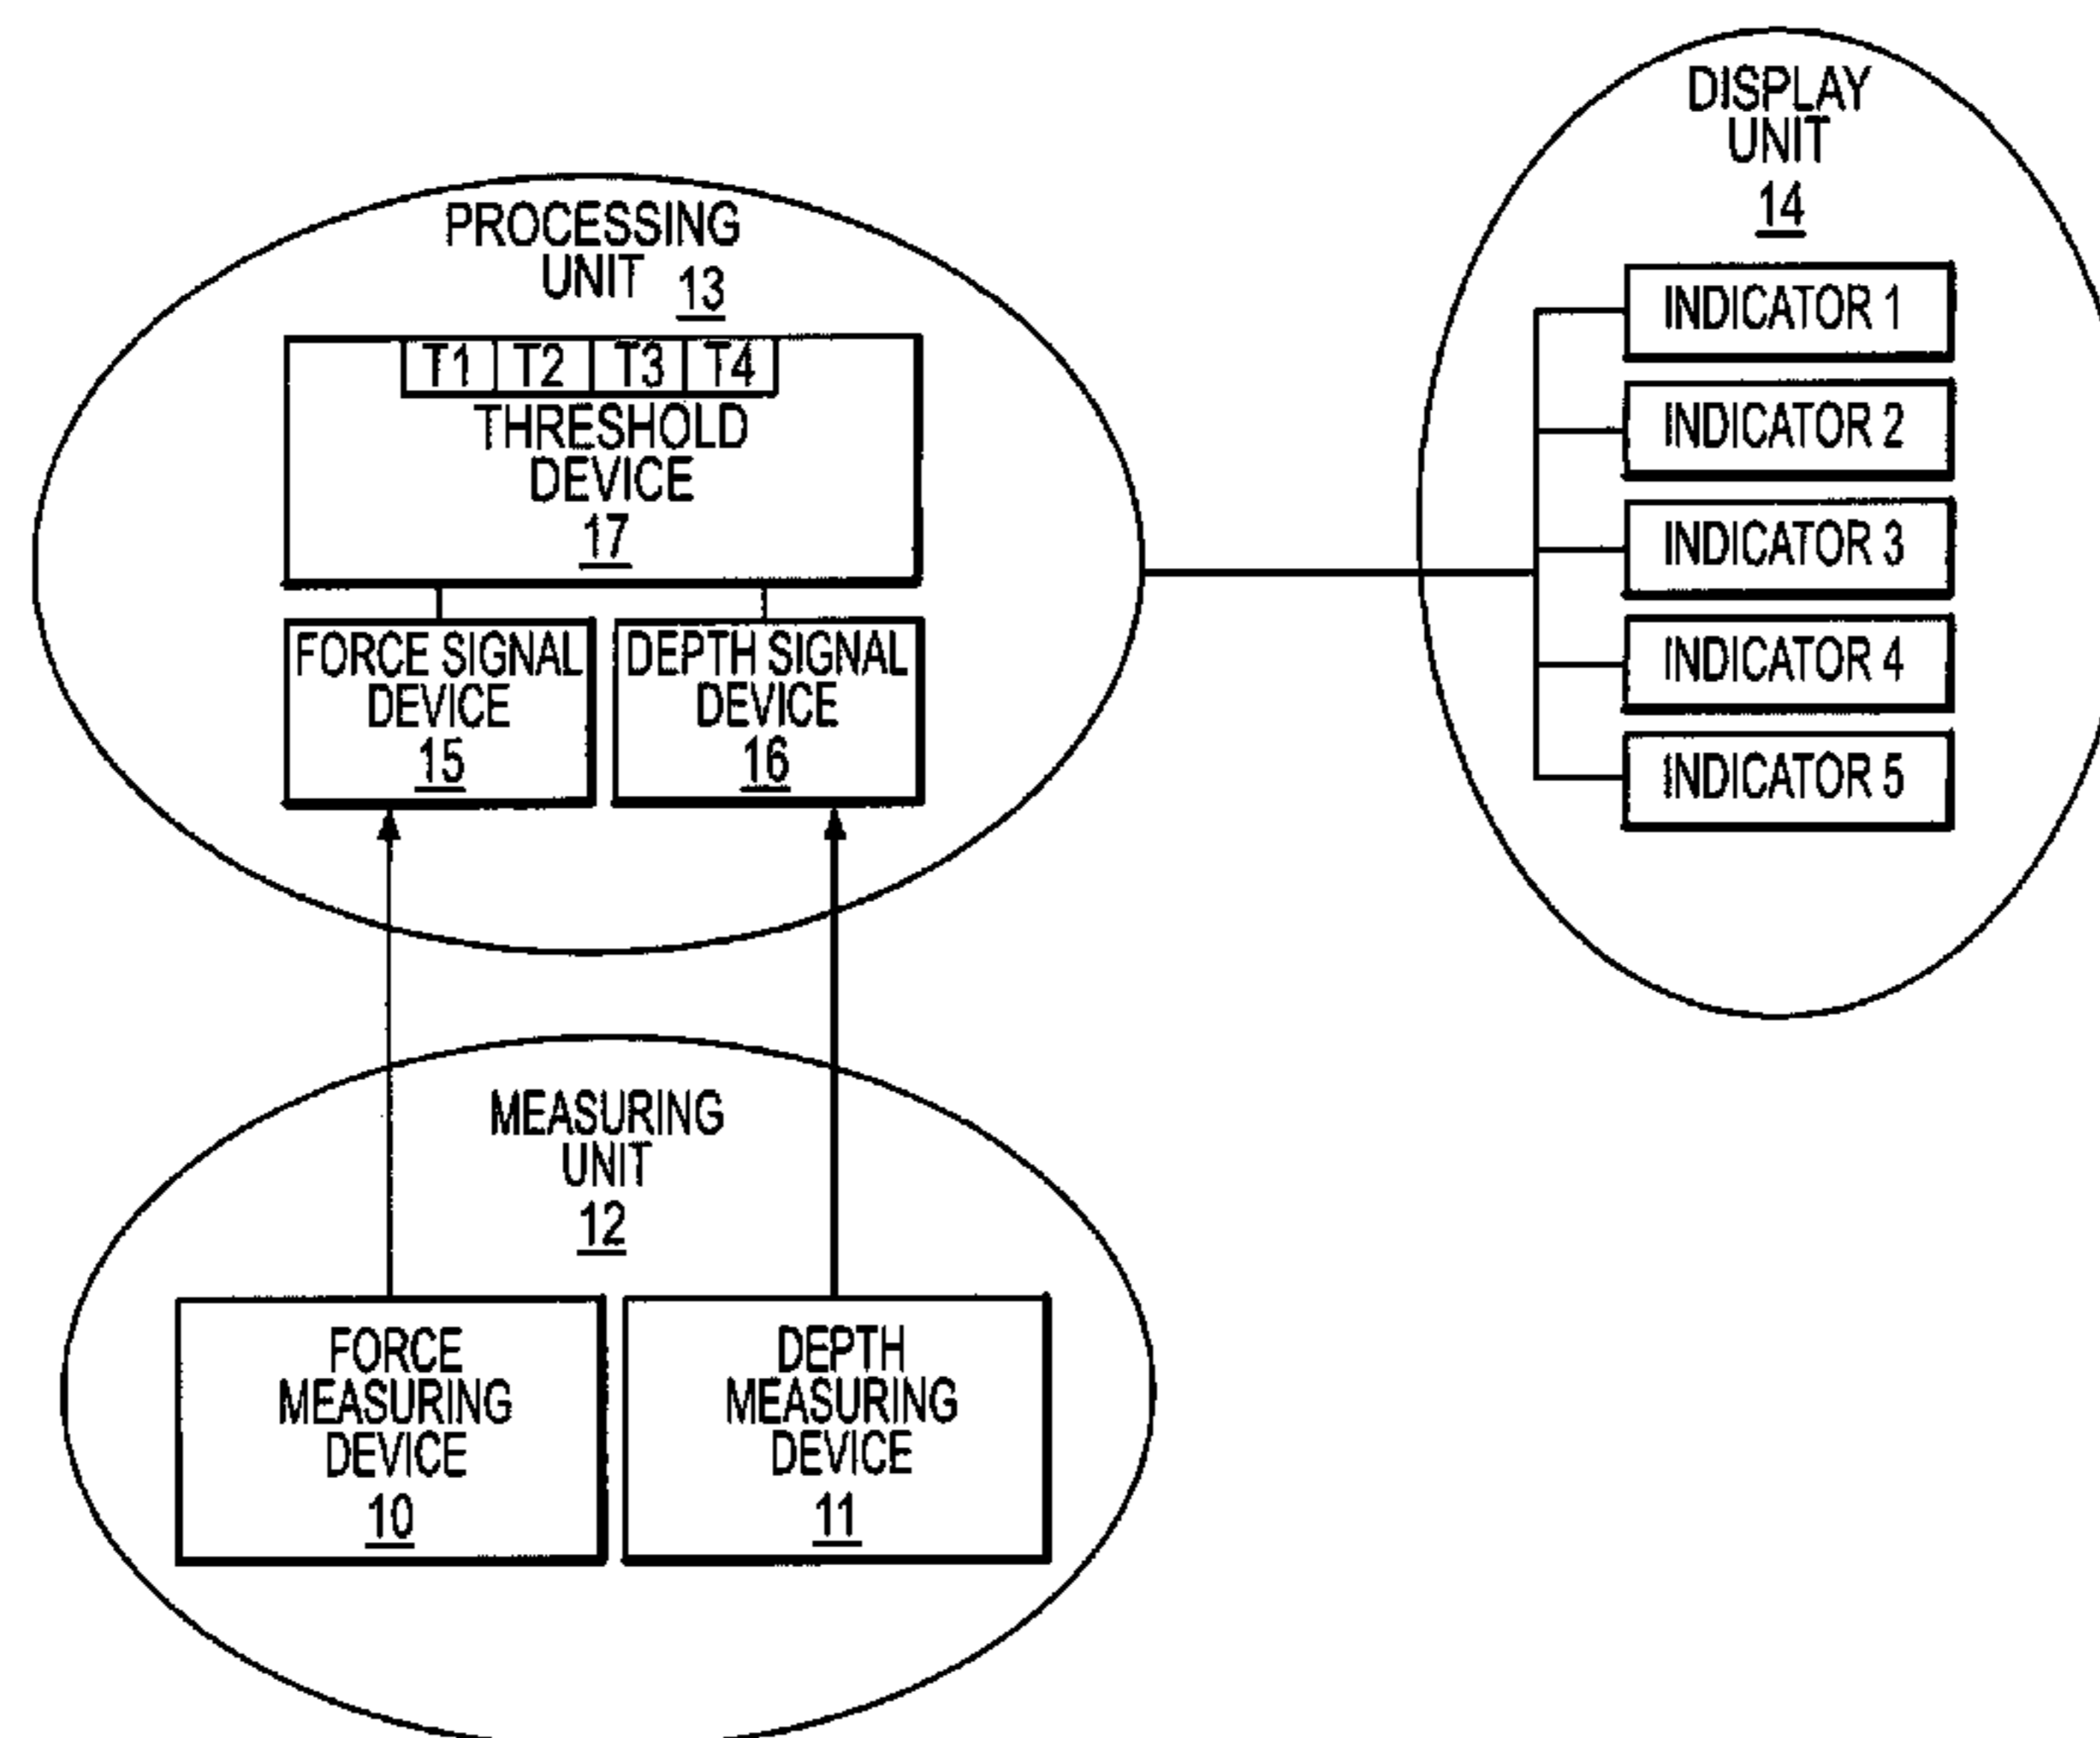 PROCESSING
UNIT 13
T1 T2 T3 T4
THRESHOLD
DEVICE
17
FORCE SIGNAL
DEVICE
15
DEPTH SIGNAL
DEVICE
16
DISPLAY
UNIT
14
INDICATOR 1
INDICATOR 2
INDICATOR 3
INDICATOR 4
INDICATOR 5
MEASURING
UNIT
12
FORCE
MEASURING
DEVICE
10
DEPTH
MEASURING
DEVICE
11